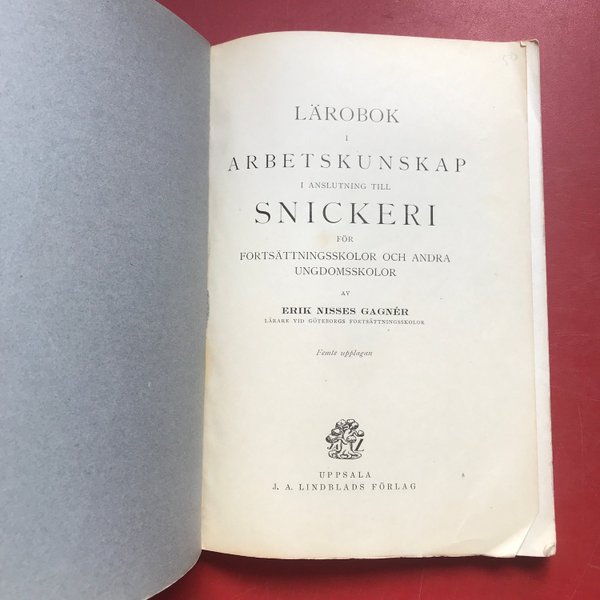 LÄROBOK
I
ARBETSKUNSKAP
I ANSLUTNING TILL
SNICKERI
FÖR
FORTSÄTTNINGSSKOLOR OCH ANDRA
UNGDOMSSKOLOR
AV
ERIK NISSES GAGNÉR
LÄRARE VID GÖTEBORGS FORTSÄTTNINGSSKOLOR
Femte upplagan
UPPSALA
J. A. LINDBLADS FÖRLAG